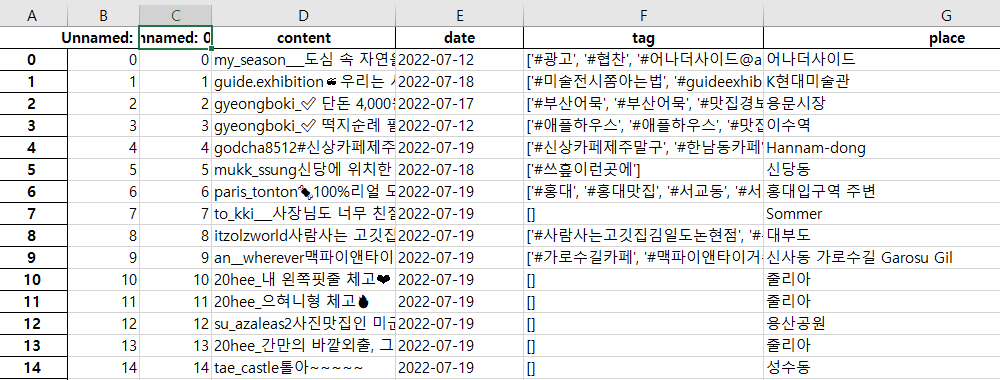 A B C D E F G
Unnamed: nnamed: 0 content date tag place
0 0 0 my_season__도심 속 자연을 2022-07-12 ['#광고', '#협찬', '#어나더사이드@a 어나더사이드
1 1 1 guide.exhibition 우리는 2022-07-18 ['#미술전시쪼아는법', '#guideexhib K현대미술관
2 2 2 gyeongboki_✅ 단돈 4,000원 2022-07-17 ['#부산어묵', '#부산어묵', '#맛집경보 용문시장
3 3 3 gyeongboki_✅ 떡지순례 필 2022-07-12 ['#애플하우스', '#애플하우스', '#맛집 이수역
4 4 4 godcha8512#신상카페제주 2022-07-19 ['#신상카페제주말구', '#한남동카페' Hannam-dong
5 5 5 mukk_ssung신당에 위치한 2022-07-18 ['#쓰흪이런곳에'] 신당동
6 6 6 paris_tonton🍾100%리얼 도 2022-07-19 ['#홍대', '#홍대맛집', '#서교동', '#서 홍대입구역 주변
7 7 7 to_kki__사장님도 너무 친절 2022-07-19 [] Sommer
8 8 8 itzolzworld사람사는 고깃집 2022-07-19 ['#사람사는고깃집김일도논현점', '# 대부도
9 9 9 an__wherever맥파이앤타이 2022-07-19 ['#가로수길카페', '#맥파이앤타이거 신사동 가로수길 Garosu Gil
10 10 10 20hee_내 왼쪽핏줄 체고❤ 2022-07-19 [] 줄리아
11 11 11 20hee_으혀니형 체고🔥 2022-07-19 [] 줄리아
12 12 12 su_azaleas2사진맛집인 미군 2022-07-19 [] 용산공원
13 13 13 20hee_간만의 바깥외출, 그 2022-07-19 [] 줄리아
14 14 14 tae_castle톨아~~~~~ 2022-07-19 [] 성수동